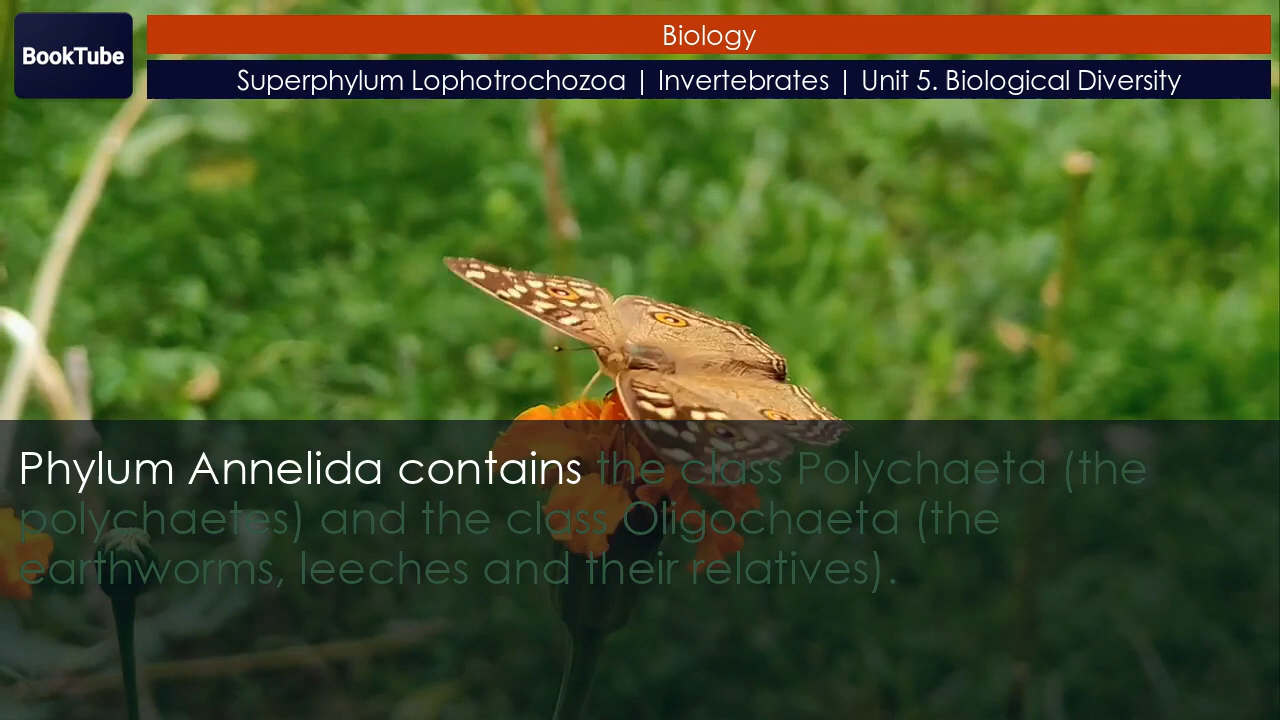 BookTube
Biology
Superphylum Lophotrochozoa | Invertebrates | Unit 5. Biological Diversity
Phylum Annelida contains the class Polychaeta (the
polychaetes) and the class Oligochaeta (the
earthworms, leeches and their relatives).